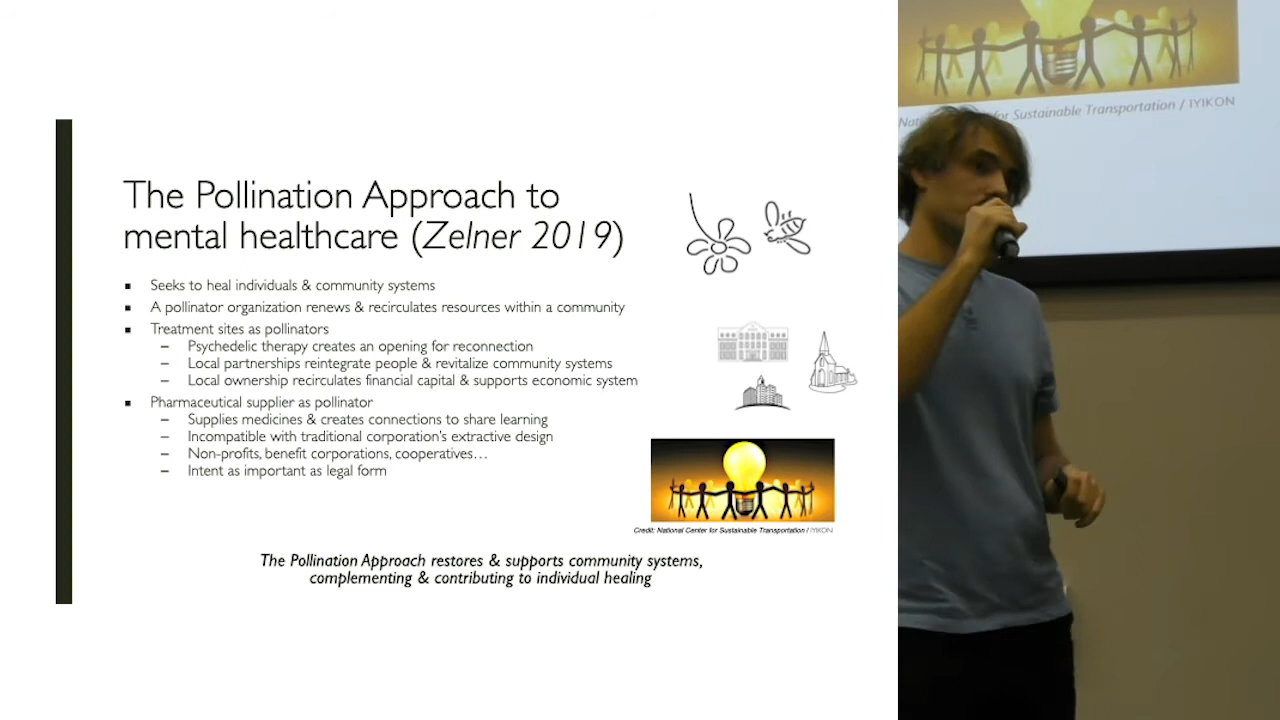 The Pollination Approach to
mental healthcare (Zelner 2019)
▪ Seeks to heal individuals & community systems
▪ A pollinator organization renews & recirculates resources within a community
▪ Treatment sites as pollinators
– Psychedelic therapy creates an opening for reconnection
– Local partnerships reintegrate people & revitalize community systems
– Local ownership recirculates financial capital & supports economic system
▪ Pharmaceutical supplier as pollinator
– Supplies medicines & creates connections to share learning
– Incompatible with traditional corporation's extractive design
– Non-profits, benefit corporations, cooperatives…
– Intent as important as legal form
Credit: National Center for Sustainable Transportation / IYIKON
The Pollination Approach restores & supports community systems,
complementing & contributing to individual healing
for Sustainable Transportation / IYIKON